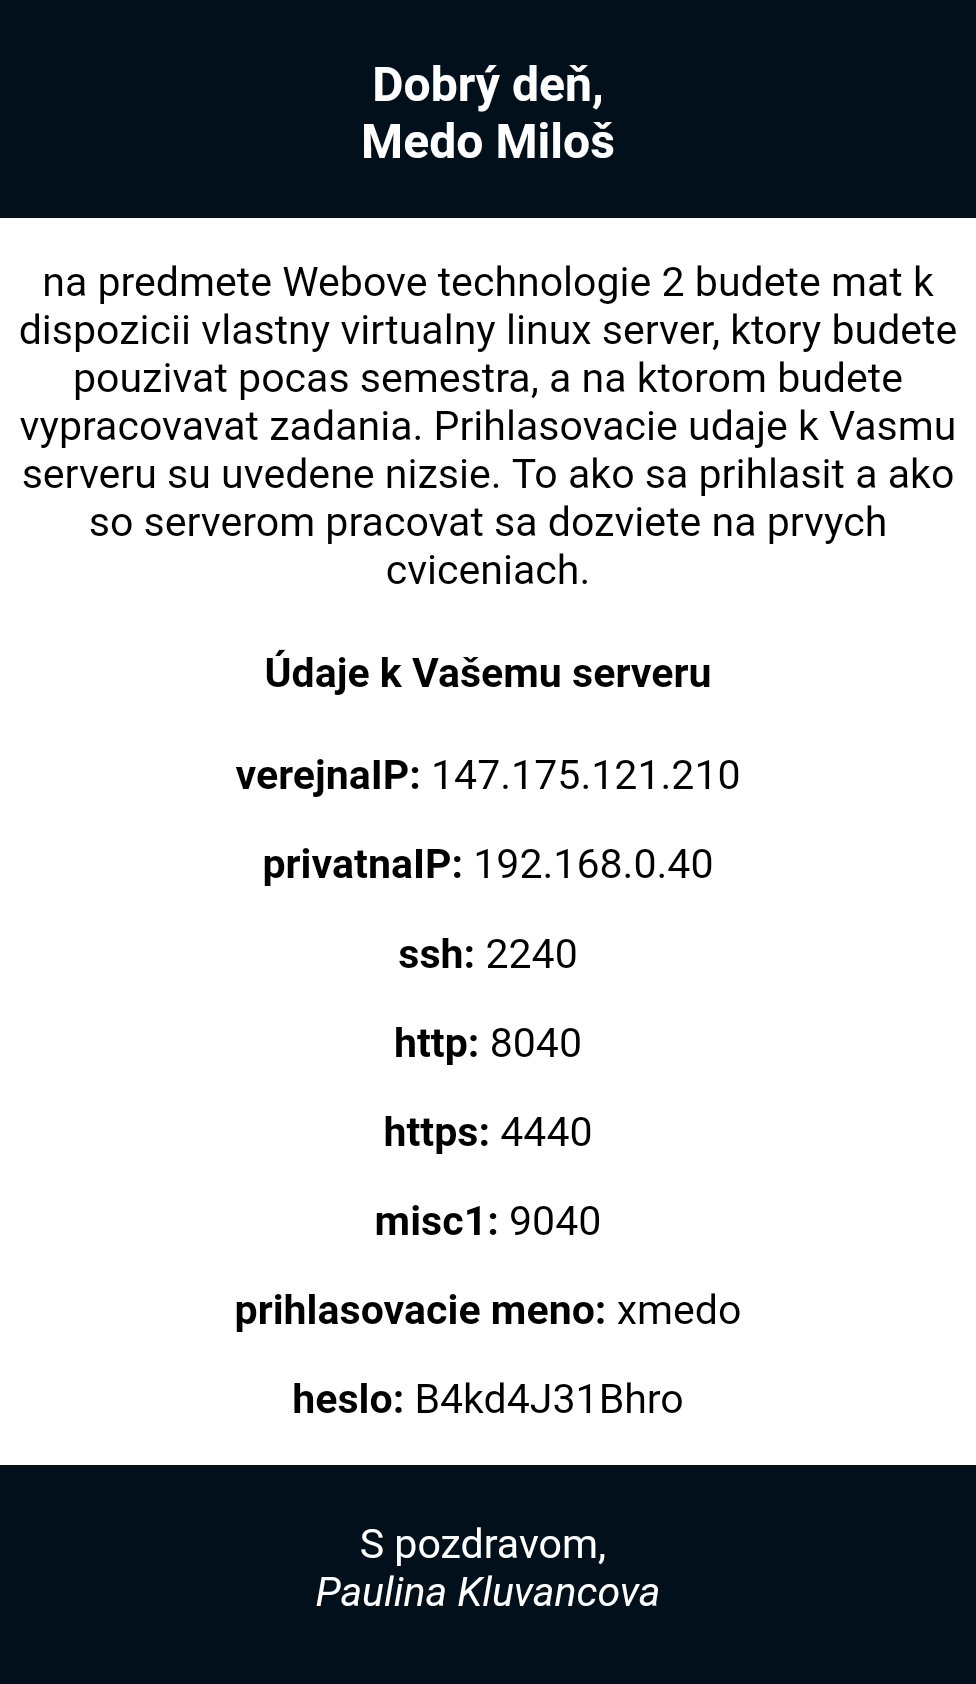 Dobrý deň,
Medo Miloš
na predmete Webove technologie 2 budete mat k
dispozicii vlastny virtualny linux server, ktory budete
pouzivat pocas semestra, a na ktorom budete
vypracovavat zadania. Prihlasovacie udaje k Vasmu
serveru su uvedene nizsie. To ako sa prihlasit a ako
so serverom pracovat sa dozviete na prvych
cviceniach.
Údaje k Vašemu serveru
verejnaIP: 147.175.121.210
privatnaIP: 192.168.0.40
ssh: 2240
http: 8040
https: 4440
misc1: 9040
prihlasovacie meno: xmedo
heslo: B4kd4J31Bhro
S pozdravom,
Paulina Kluvancova